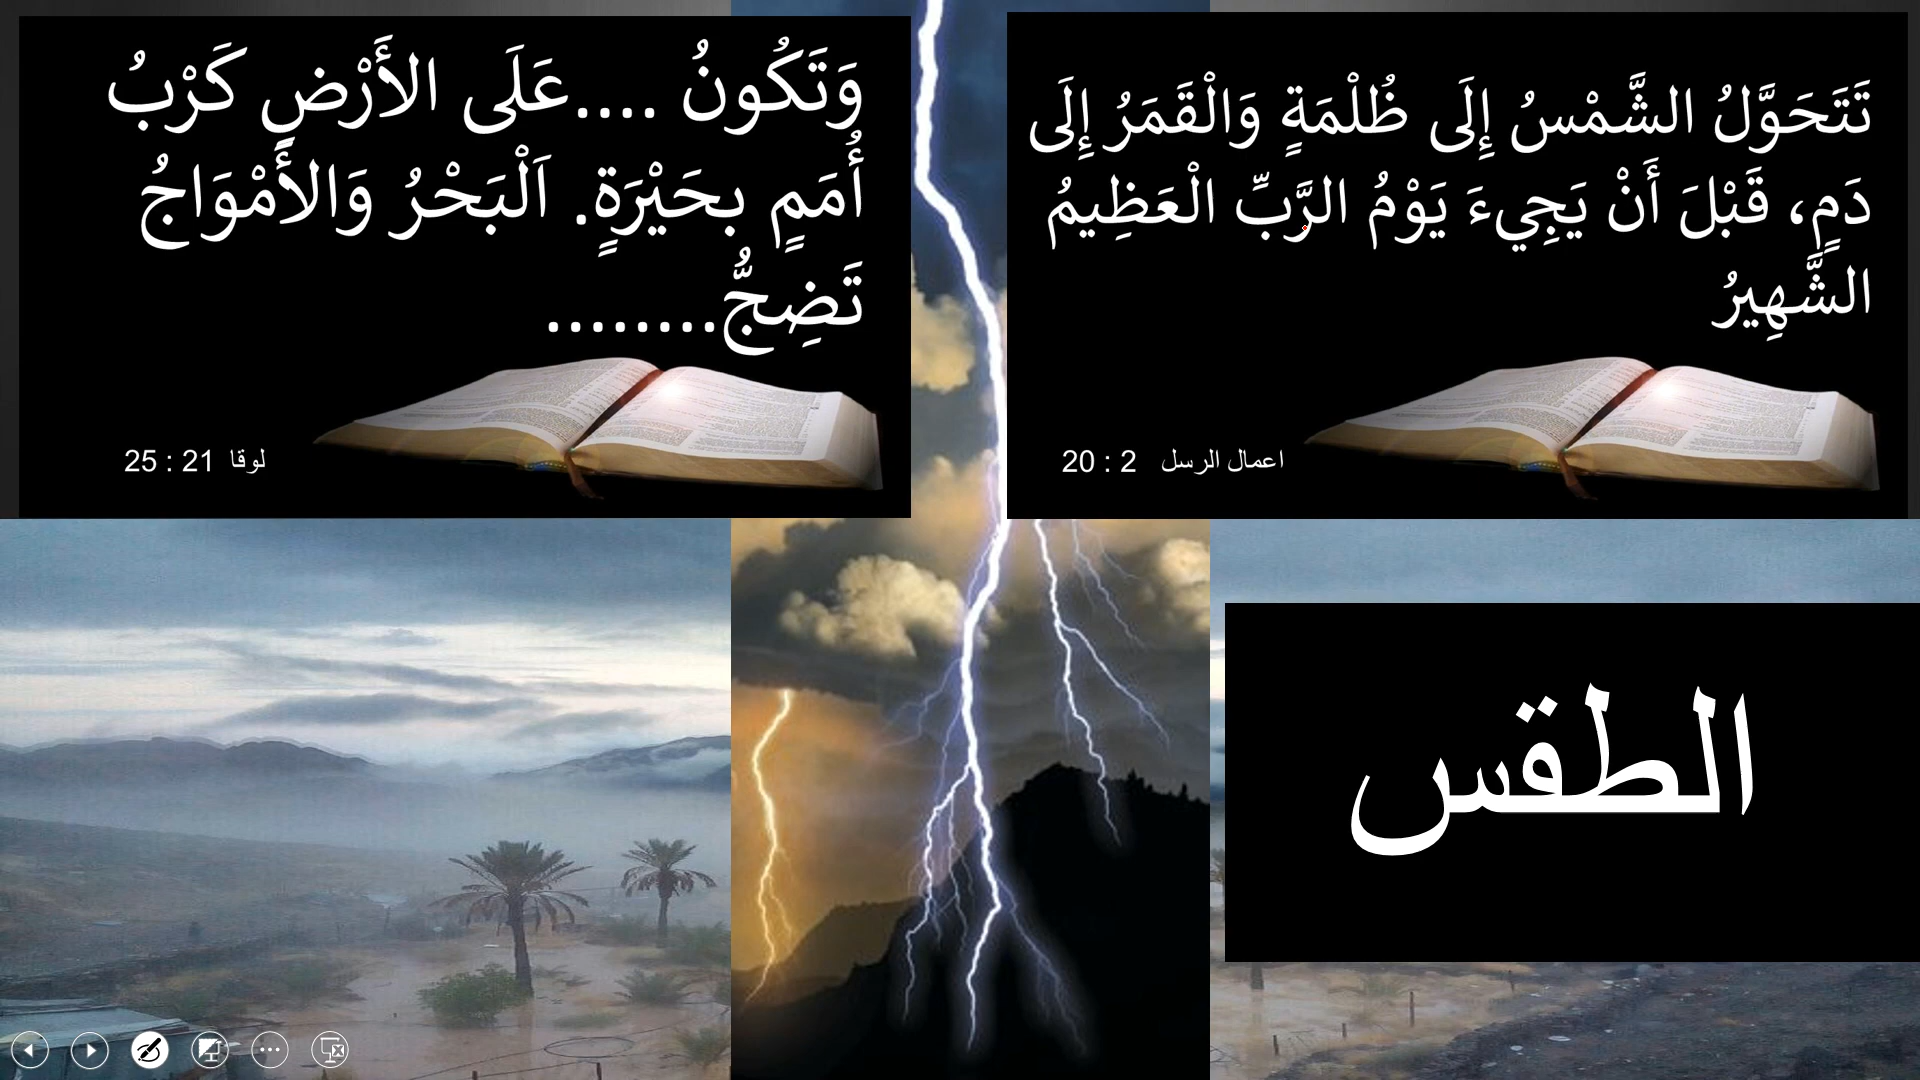 تَتَحَوَّلُ الشَّمْسُ إِلَى ظُلْمَةٍ وَالْقَمَرُ إِلَى
دَمٍ، قَبْلَ أَنْ يَجِيءَ يَوْمُ الرَّبِّ الْعَظِيمُ
الشَّهِيرُ
اعمال الرسل 2 : 20
وَتَكُونُ ....عَلَى الأَرْضِ كَرْبُ
أُمَمٍ بحَيْرَةٍ. اَلْبَحْرُ وَالأَمْوَاجُ
تَضِجُّ........
لوقا 21 : 25
الطقس